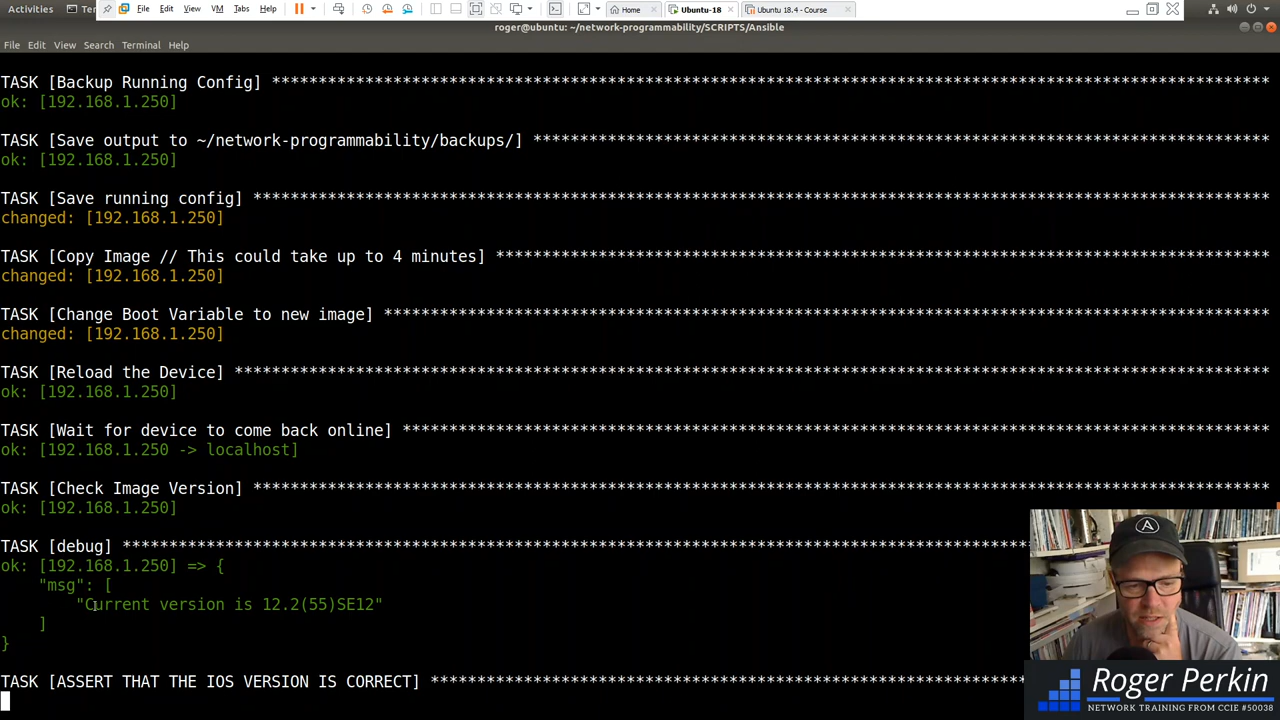 Activities
Ter
File Edit View VM Tabs Help
Home
Ubuntu-18
Ubuntu 18.4 - Course
roger@ubuntu: ~/network-programmability/SCRIPTS/Ansible
File Edit View Search Terminal Help
TASK [Backup Running Config] *************************************************************************************************************
ok: [192.168.1.250]
TASK [Save output to ~/network-programmability/backups/] *******************************************************************************
ok: [192.168.1.250]
TASK [Save running config] ***************************************************************************************************************
changed: [192.168.1.250]
TASK [Copy Image // This could take up to 4 minutes] ***********************************************************************************
changed: [192.168.1.250]
TASK [Change Boot Variable to new image] ***********************************************************************************************
changed: [192.168.1.250]
TASK [Reload the Device] ***************************************************************************************************************
ok: [192.168.1.250]
TASK [Wait for device to come back online] *********************************************************************************************
ok: [192.168.1.250 -> localhost]
TASK [Check Image Version] *************************************************************************************************************
ok: [192.168.1.250]
TASK [debug] *************************************************************************************************
ok: [192.168.1.250] => {
"msg": [
"Current version is 12.2(55)SE12"
]
}
TASK [ASSERT THAT THE IOS VERSION IS CORRECT] ****************************************************************
Roger Perkin
NETWORK TRAINING FROM CCIE #50038